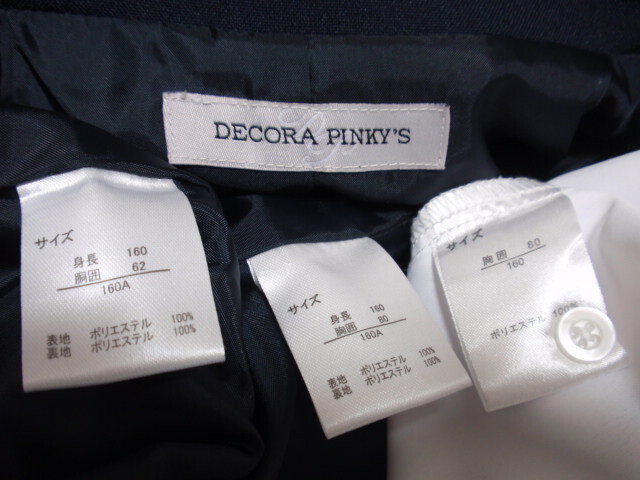 DECORA PINKY'S
サイズ
身長 160
胴囲 62
160A
表地 ポリエステル 100%
裏地 ポリエステル 100%
サイズ
身長 160
胸囲 80
160A
表地 ポリエステル 100%
裏地 ポリエステル 100%
サイズ
胸囲 80
160
ポリエステル 100%